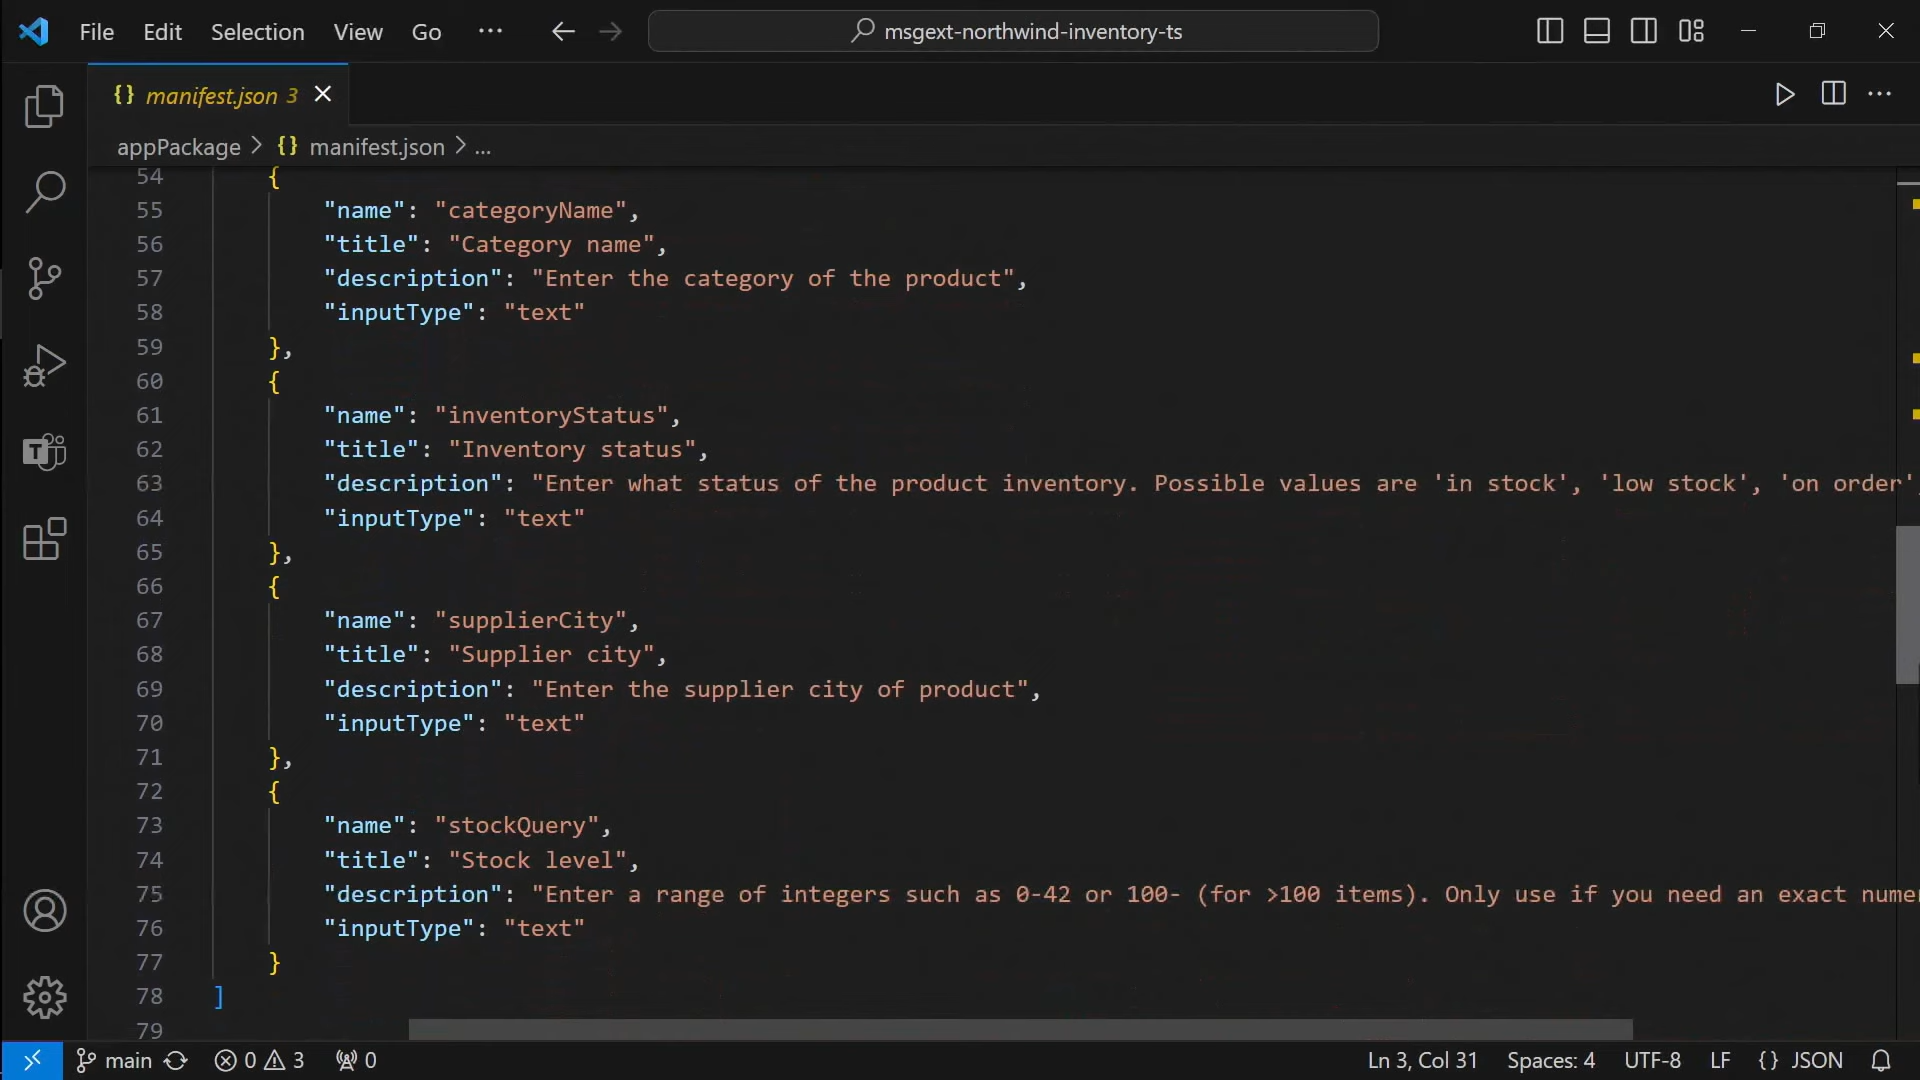 File Edit Selection View Go ··· msgext-northwind-inventory-ts
{} manifest.json 3
appPackage > {} manifest.json > ...
54 {
55 "name": "categoryName",
56 "title": "Category name",
57 "description": "Enter the category of the product",
58 "inputType": "text"
59 },
60 {
61 "name": "inventoryStatus",
62 "title": "Inventory status",
63 "description": "Enter what status of the product inventory. Possible values are 'in stock', 'low stock', 'on order',
64 "inputType": "text"
65 },
66 {
67 "name": "supplierCity",
68 "title": "Supplier city",
69 "description": "Enter the supplier city of product",
70 "inputType": "text"
71 },
72 {
73 "name": "stockQuery",
74 "title": "Stock level",
75 "description": "Enter a range of integers such as 0-42 or 100- (for >100 items). Only use if you need an exact
76 "inputType": "text"
77 }
78 ]
79
main 0 3 0 Ln 3, Col 31 Spaces: 4 UTF-8 LF {} JSON